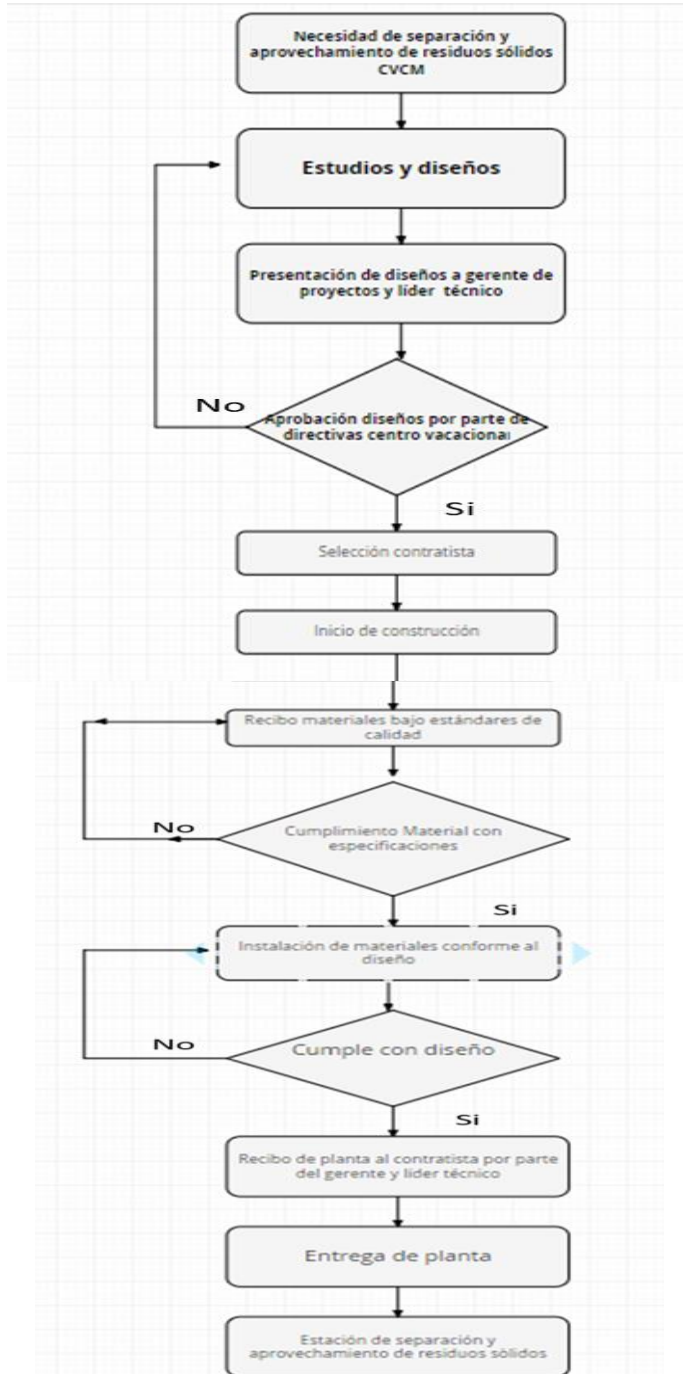 Necesidad de separación y
aprovechamiento de residuos sólidos
CVCM
Estudios y diseños
Presentación de diseños a gerente de
proyectos y líder técnico
No
Aprobación diseños por parte de
directivas centro vacacional
Si
Selección contratista
Inicio de construcción
Recibo materiales bajo estándares de
calidad
No
Cumplimiento Material con
especificaciones
Si
Instalación de materiales conforme al
diseño
No
Cumple con diseño
Si
Recibo de planta al contratista por parte
del gerente y líder técnico
Entrega de planta
Estación de separación y
aprovechamiento de residuos sólidos